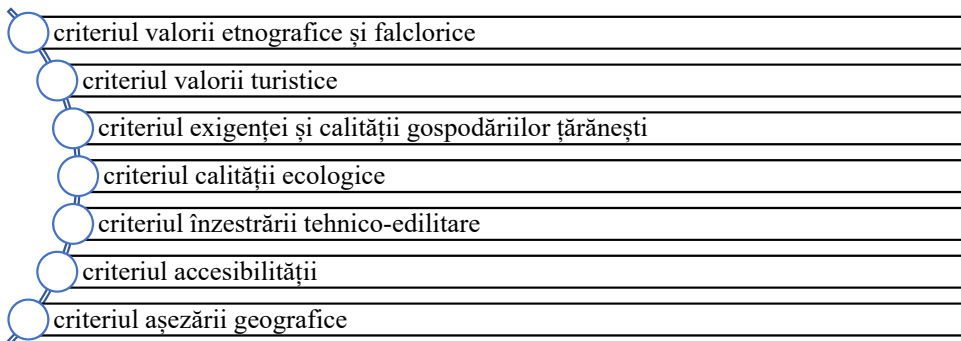 criteriul valorii etnografice și falclorice
criteriul valorii turistice
criteriul exigenței și calității gospodăriilor țărănești
criteriul calității ecologice
criteriul înzestrării tehnico-edilitare
criteriul accesibilității
criteriul așezării geografice